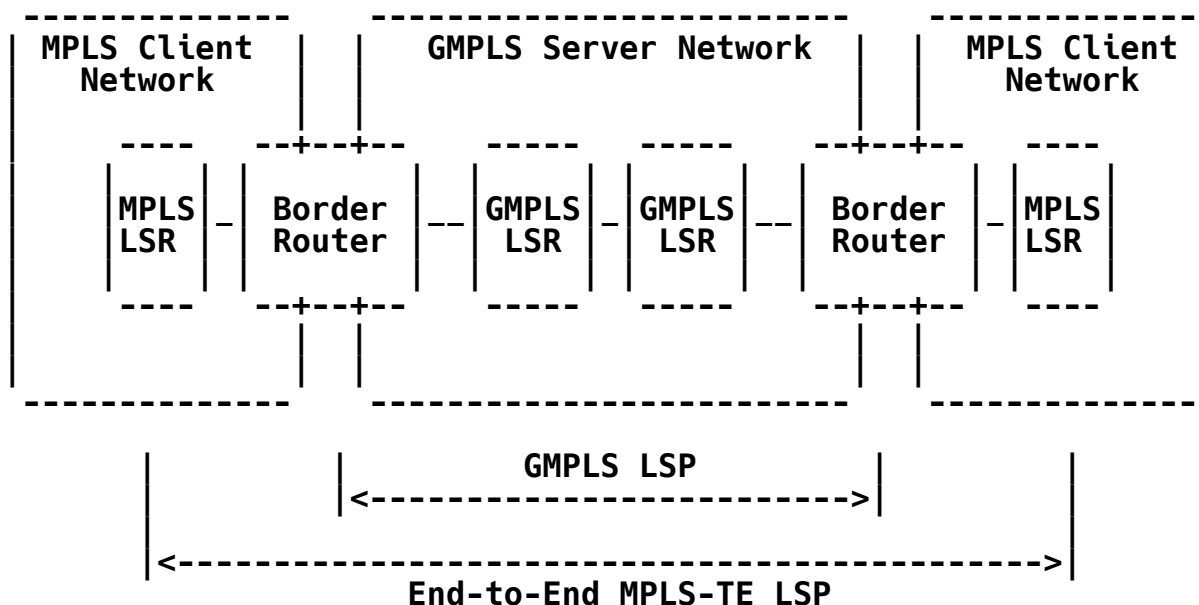 MPLS Client GMPLS Server Network MPLS Client
Network Network
MPLS Border GMPLS GMPLS Border MPLS
LSR Router LSR LSR Router LSR
GMPLS LSP
End-to-End MPLS-TE LSP